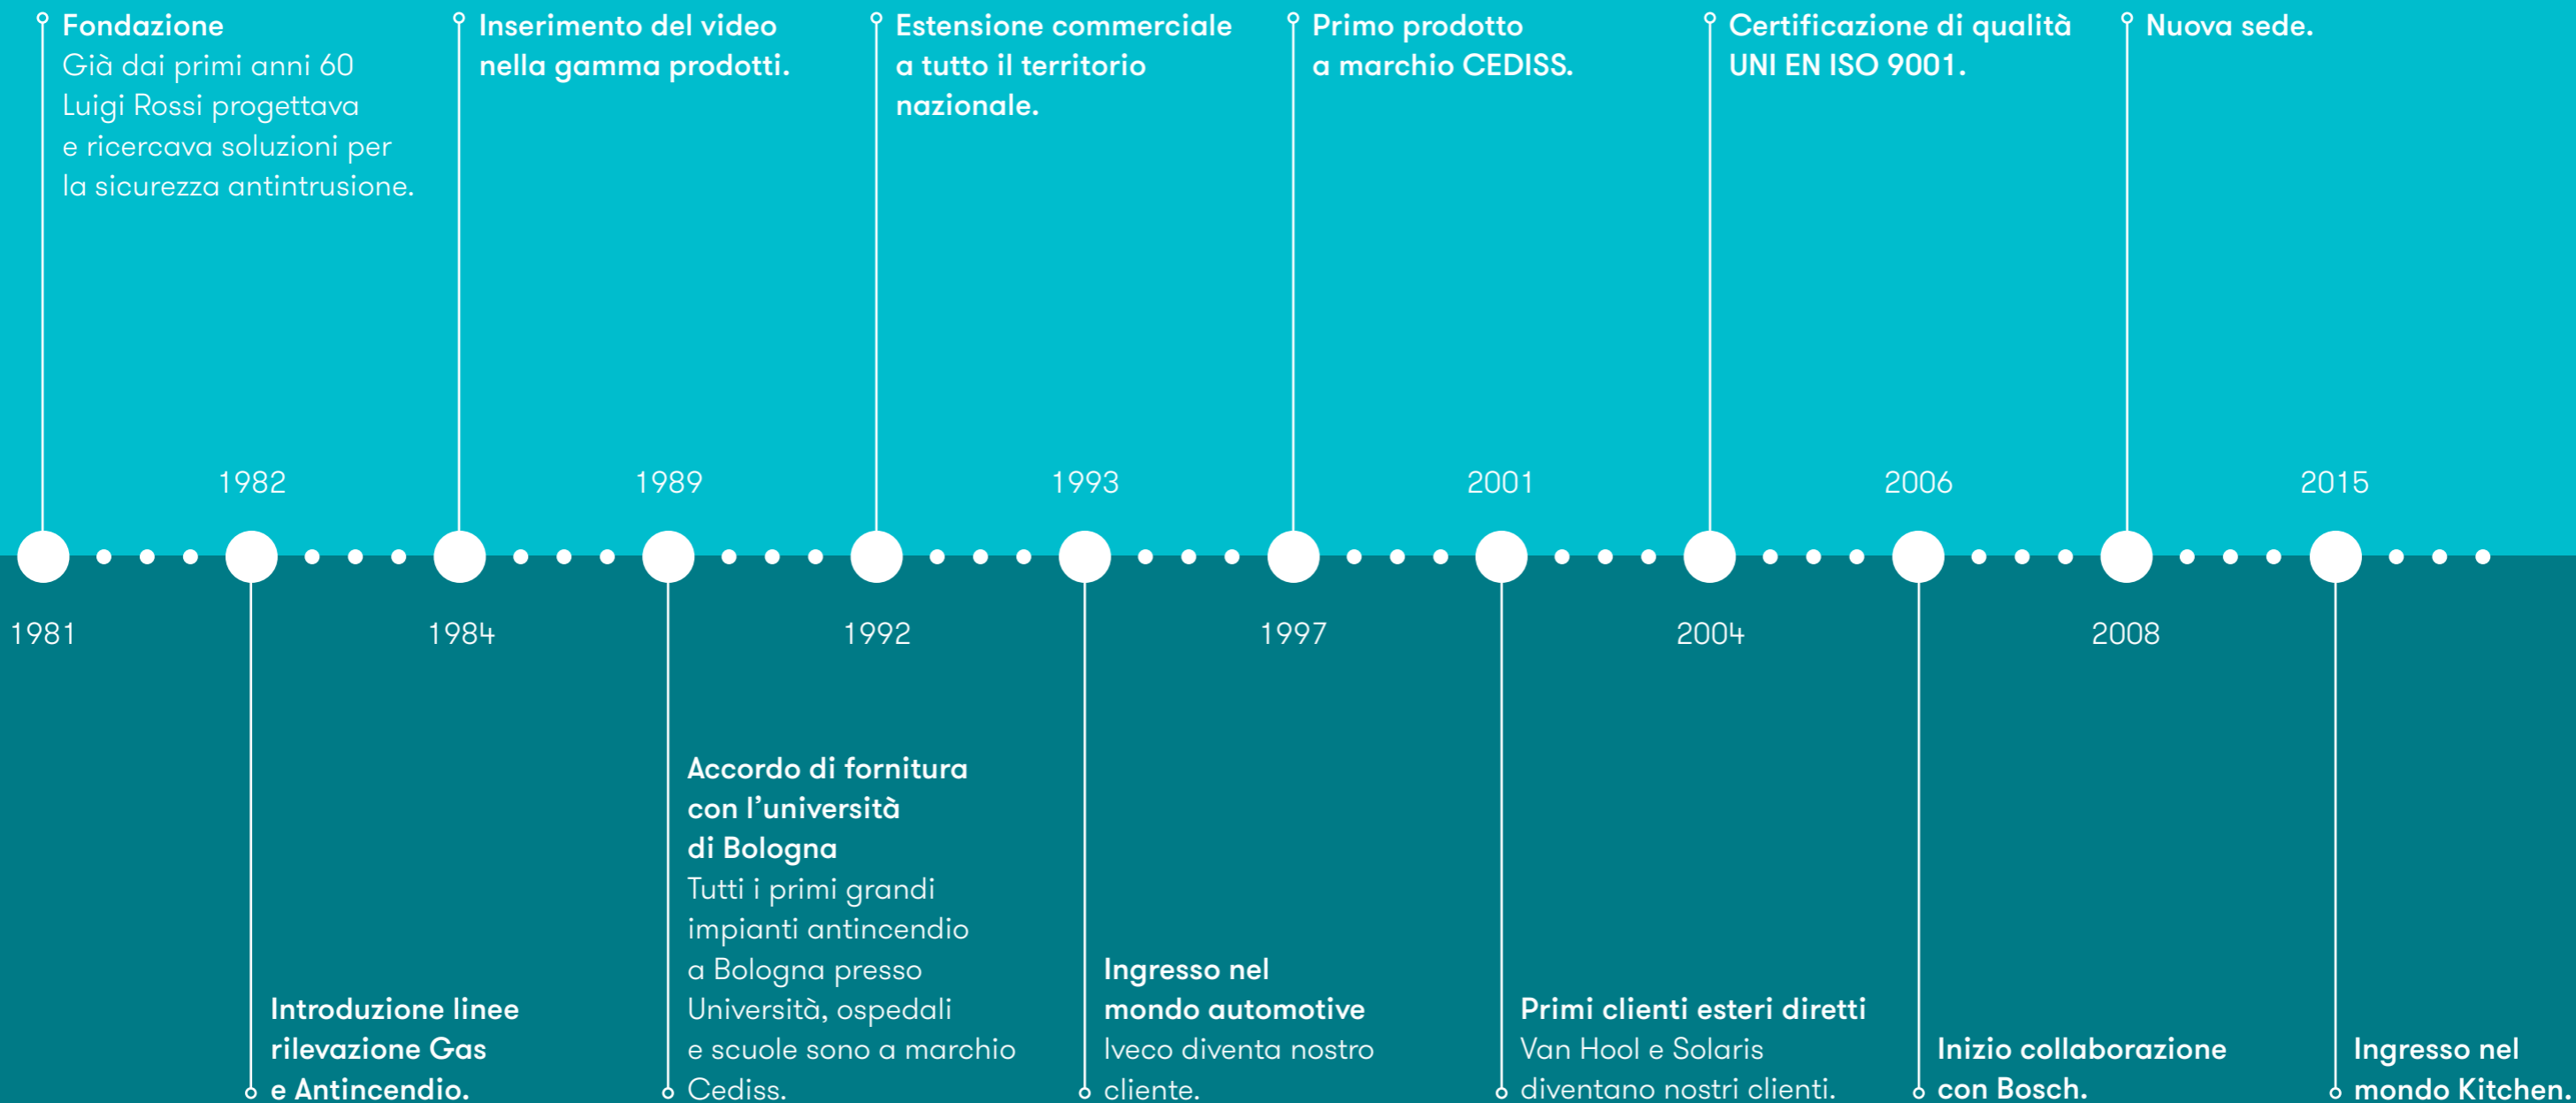 Fondazione
Già dai primi anni 60
Luigi Rossi progettava
e ricercava soluzioni per
la sicurezza antintrusione.
Inserimento del video
nella gamma prodotti.
Estensione commerciale
a tutto il territorio
nazionale.
Primo prodotto
a marchio CEDISS.
Certificazione di qualità
UNI EN ISO 9001.
Nuova sede.
1982
1989
1993
2001
2006
2015
1981
1984
1992
1997
2004
2008
Introduzione linee
rilevazione Gas
e Antincendio.
Accordo di fornitura
con l'università
di Bologna
Tutti i primi grandi
impianti antincendio
a Bologna presso
Università, ospedali
e scuole sono a marchio
Cediss.
Ingresso nel
mondo automotive
Iveco diventa nostro
cliente.
Primi clienti esteri diretti
Van Hool e Solaris
diventano nostri clienti.
Inizio collaborazione
con Bosch.
Ingresso nel
mondo Kitchen.